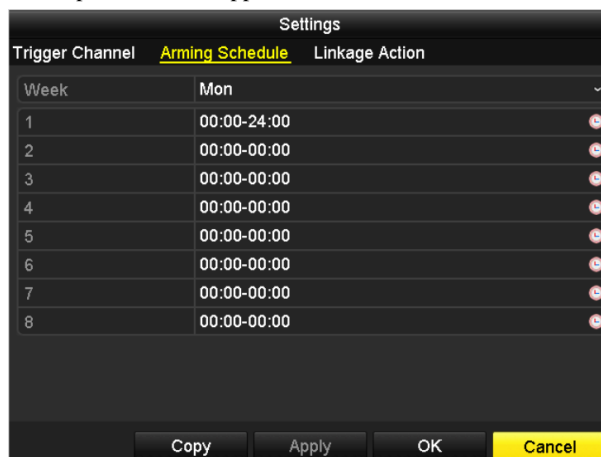 Settings
Trigger Channel Arming Schedule Linkage Action
Week Mon
1 00:00-24:00
2 00:00-00:00
3 00:00-00:00
4 00:00-00:00
5 00:00-00:00
6 00:00-00:00
7 00:00-00:00
8 00:00-00:00
Copy Apply OK Cancel